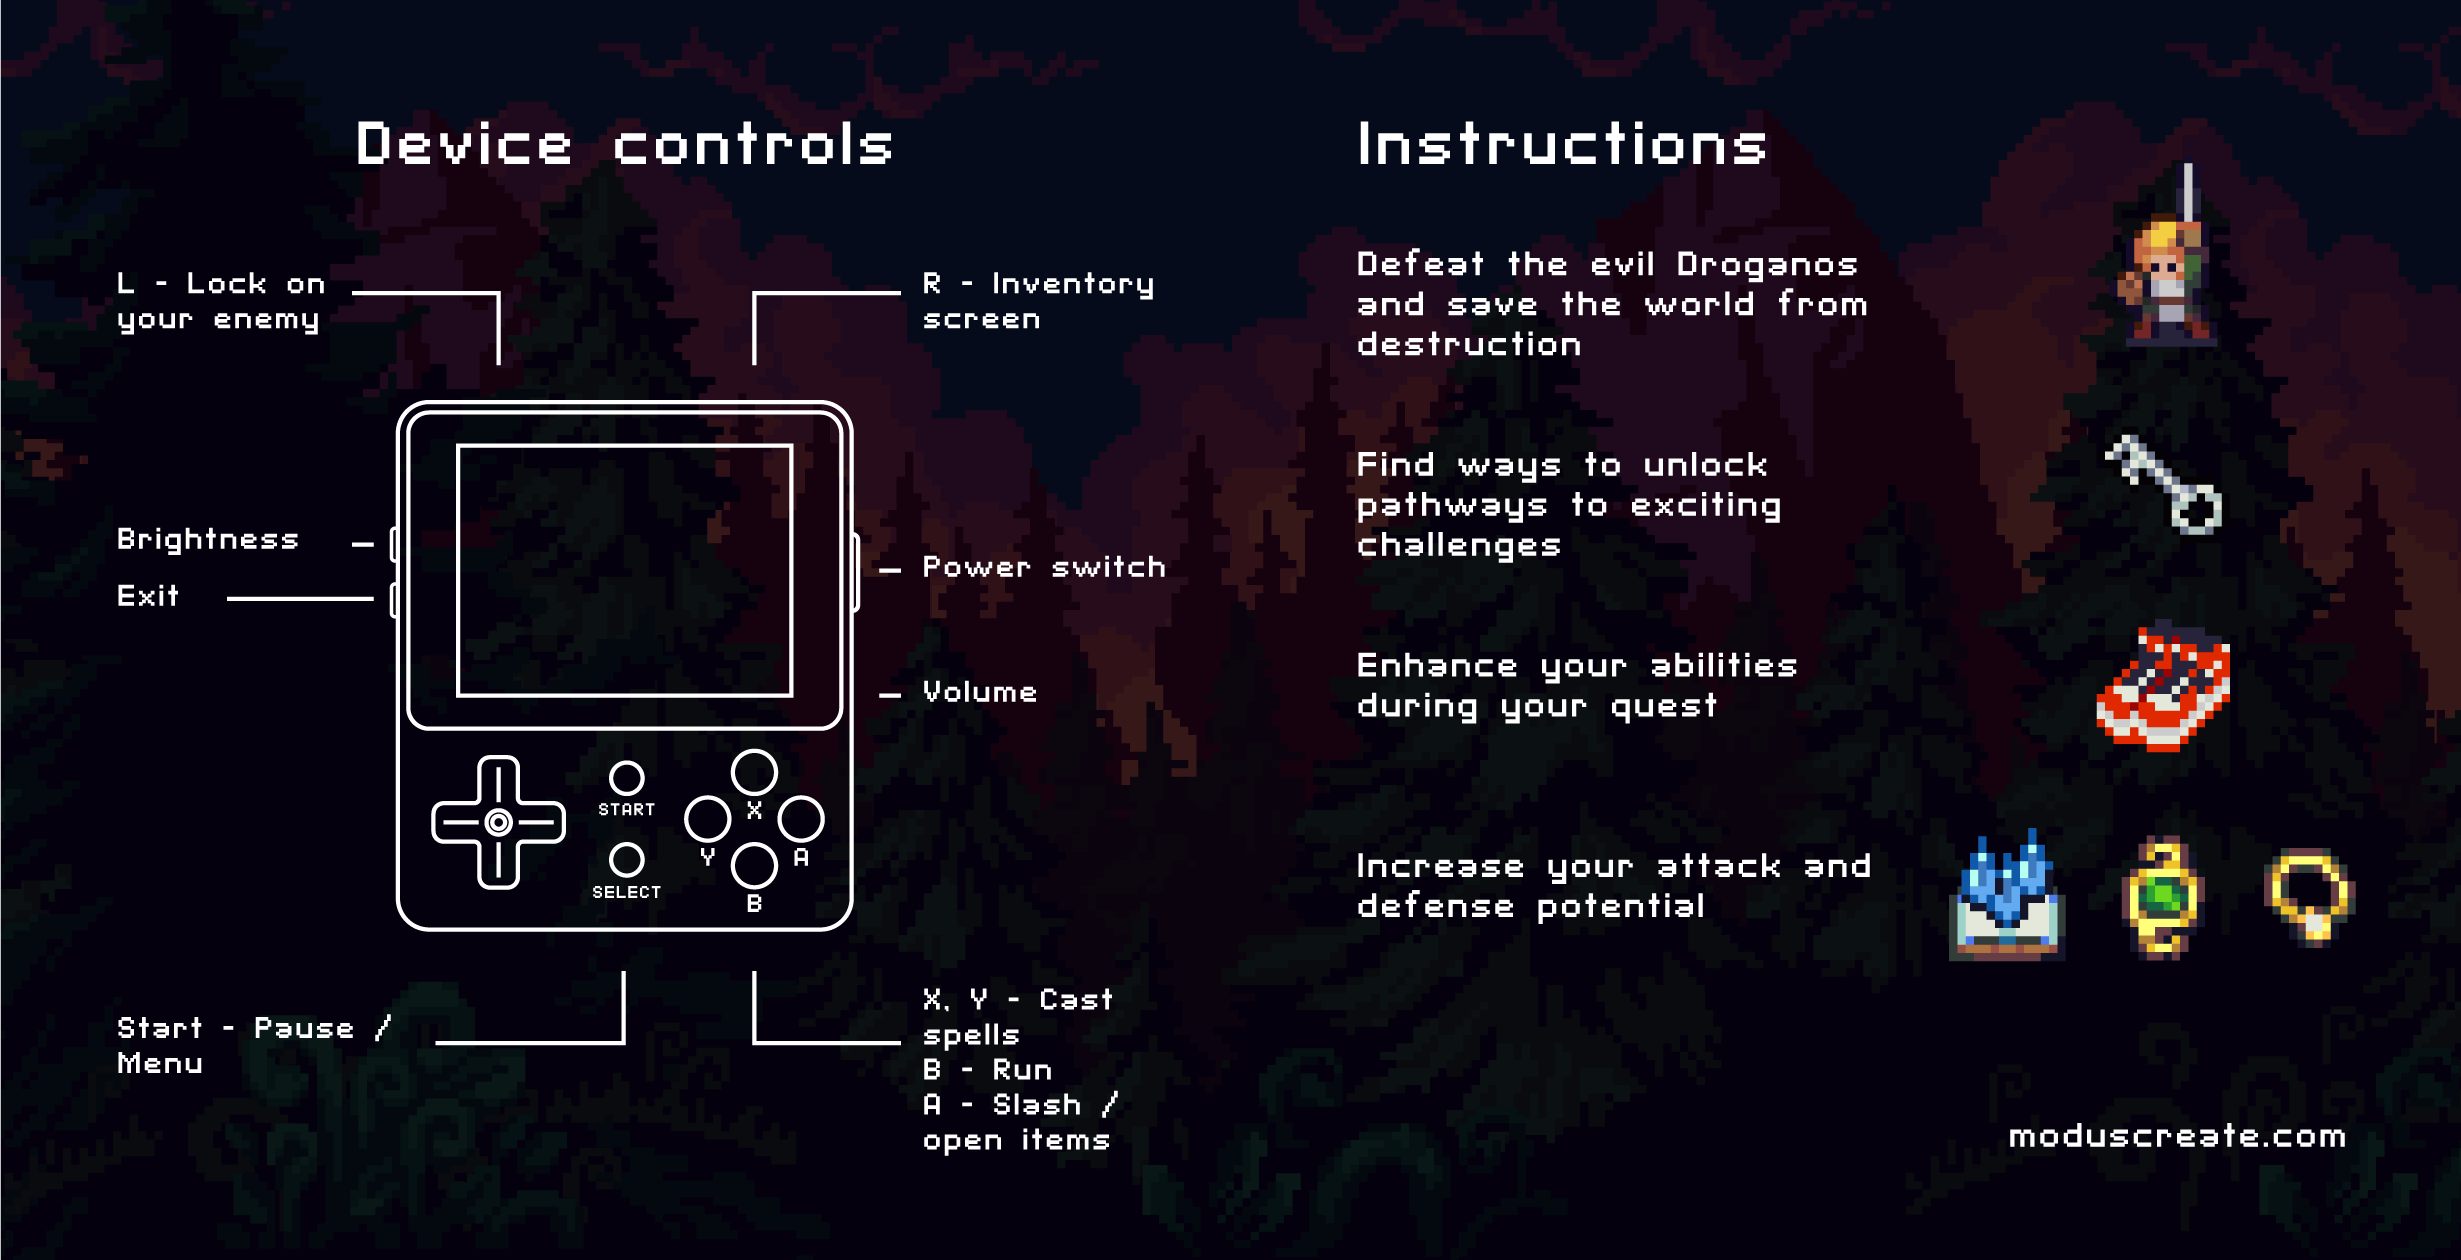 Device controls
L - Lock on
your enemy
R - Inventory
screen
Brightness
Exit
Power switch
Volume
START
SELECT
X
Y
A
B
Start - Pause /
Menu
X, Y - Cast
spells
B - Run
A - Slash /
open items
Instructions
Defeat the evil Droganos
and save the world from
destruction
Find ways to unlock
pathways to exciting
challenges
Enhance your abilities
during your quest
Increase your attack and
defense potential
moduscreate.com